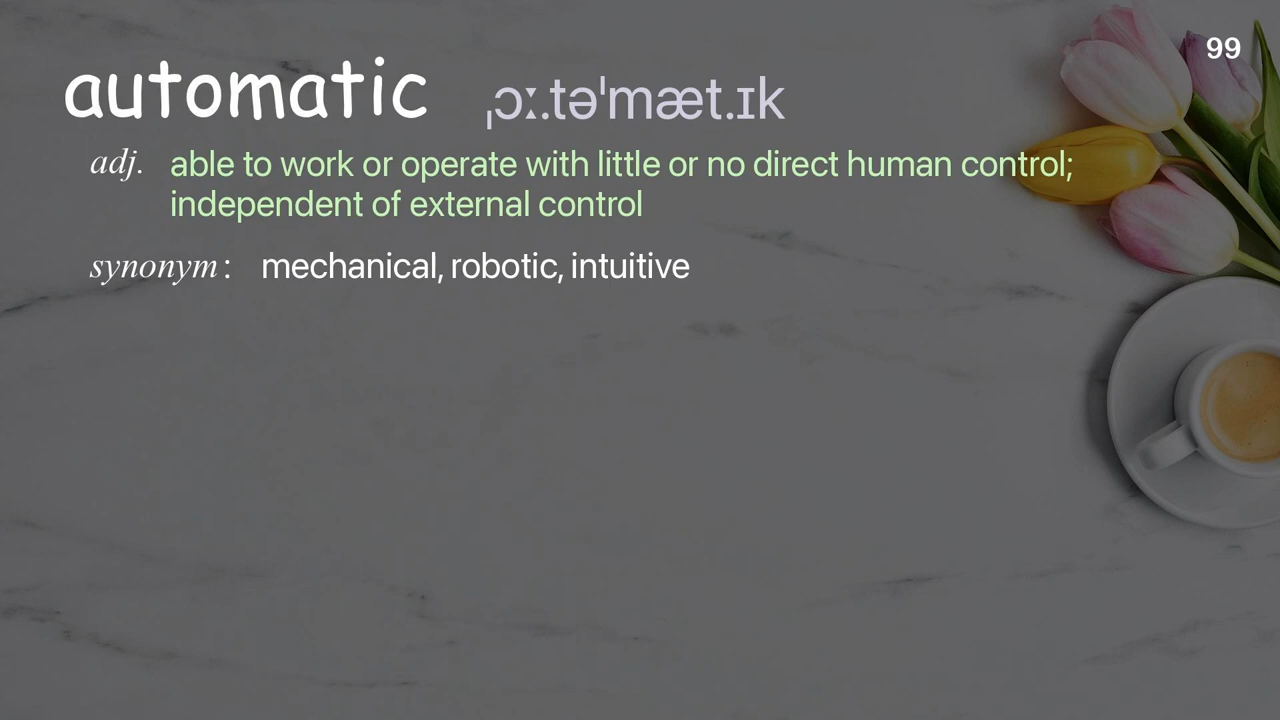 99
automatic ˌɔː.təˈmæt.ɪk
adj. able to work or operate with little or no direct human control;
independent of external control
synonym : mechanical, robotic, intuitive